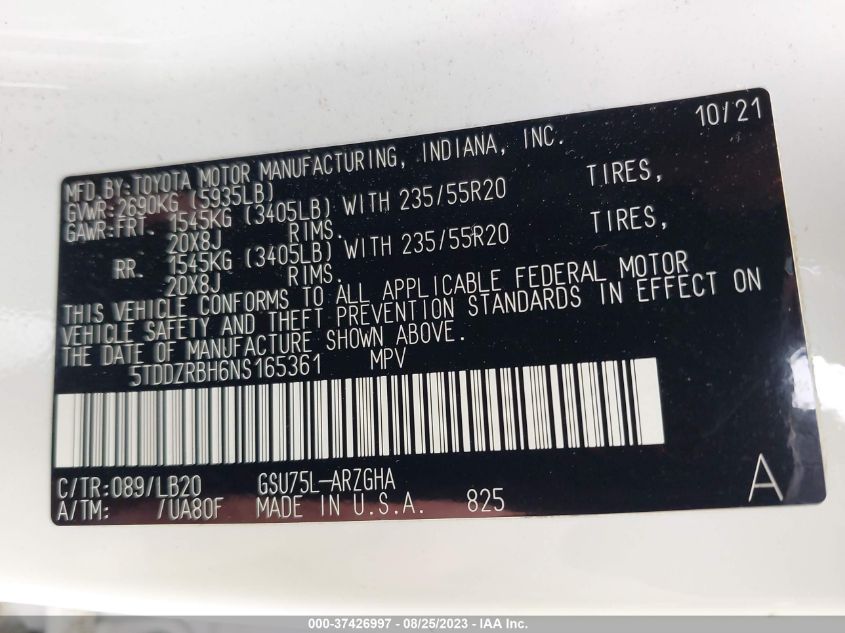 10/21
MFD.BY:TOYOTA MOTOR MANUFACTURING, INDIANA, INC.
GVWR:2690KG (5935LB)
GAWR:FRT. 1545KG (3405LB) WITH 235/55R20 TIRES,
20X8J RIMS.
RR. 1545KG (3405LB) WITH 235/55R20 TIRES,
20X8J RIMS.
THIS VEHICLE CONFORMS TO ALL APPLICABLE FEDERAL MOTOR
VEHICLE SAFETY AND THEFT PREVENTION STANDARDS IN EFFECT ON
THE DATE OF MANUFACTURE SHOWN ABOVE.
5TDDZRBH6NS165361 MPV
C/TR:089/LB20 GSU75L-ARZGHA
A/TM: /UA80F MADE IN U.S.A. 825
A
000-37426997 - 08/25/2023 - IAA Inc.